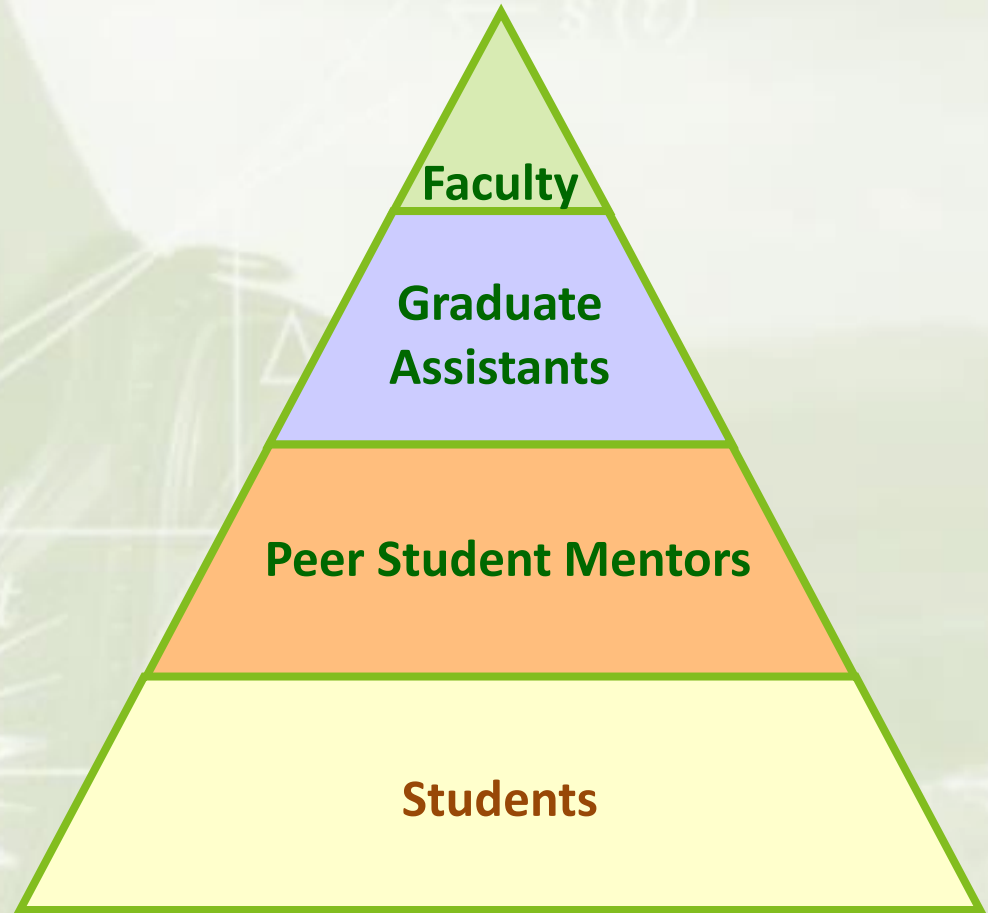 s (t)
Faculty
Graduate
Assistants
Peer Student Mentors
Students